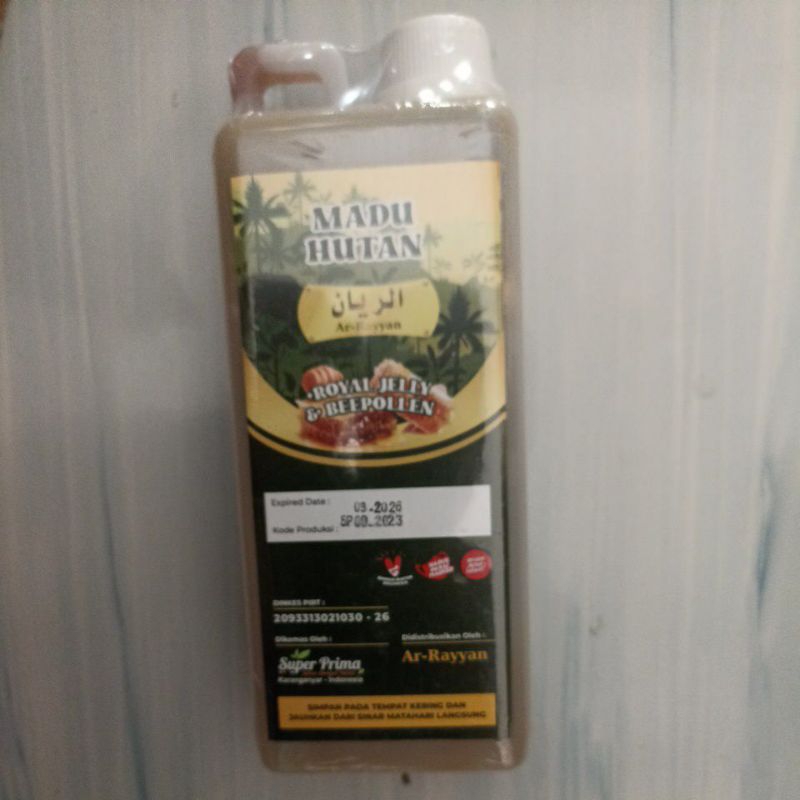 MADU
HUTAN
الريان
Ar-Rayyan
+ROYAL JELLY
& BEEPOLLEN
Expired Date :
09-2026
Kode Produksi :
DINKES PIRT :
2093313021030 - 26
Dikemas Oleh :
Didistribusikan Oleh :
Super Prima
Ar-Rayyan
Karanganyar - Indonesia
SIMPAN PADA TEMPAT KERING DAN
JAUHKAN DARI SINAR MATAHARI LANGSUNG